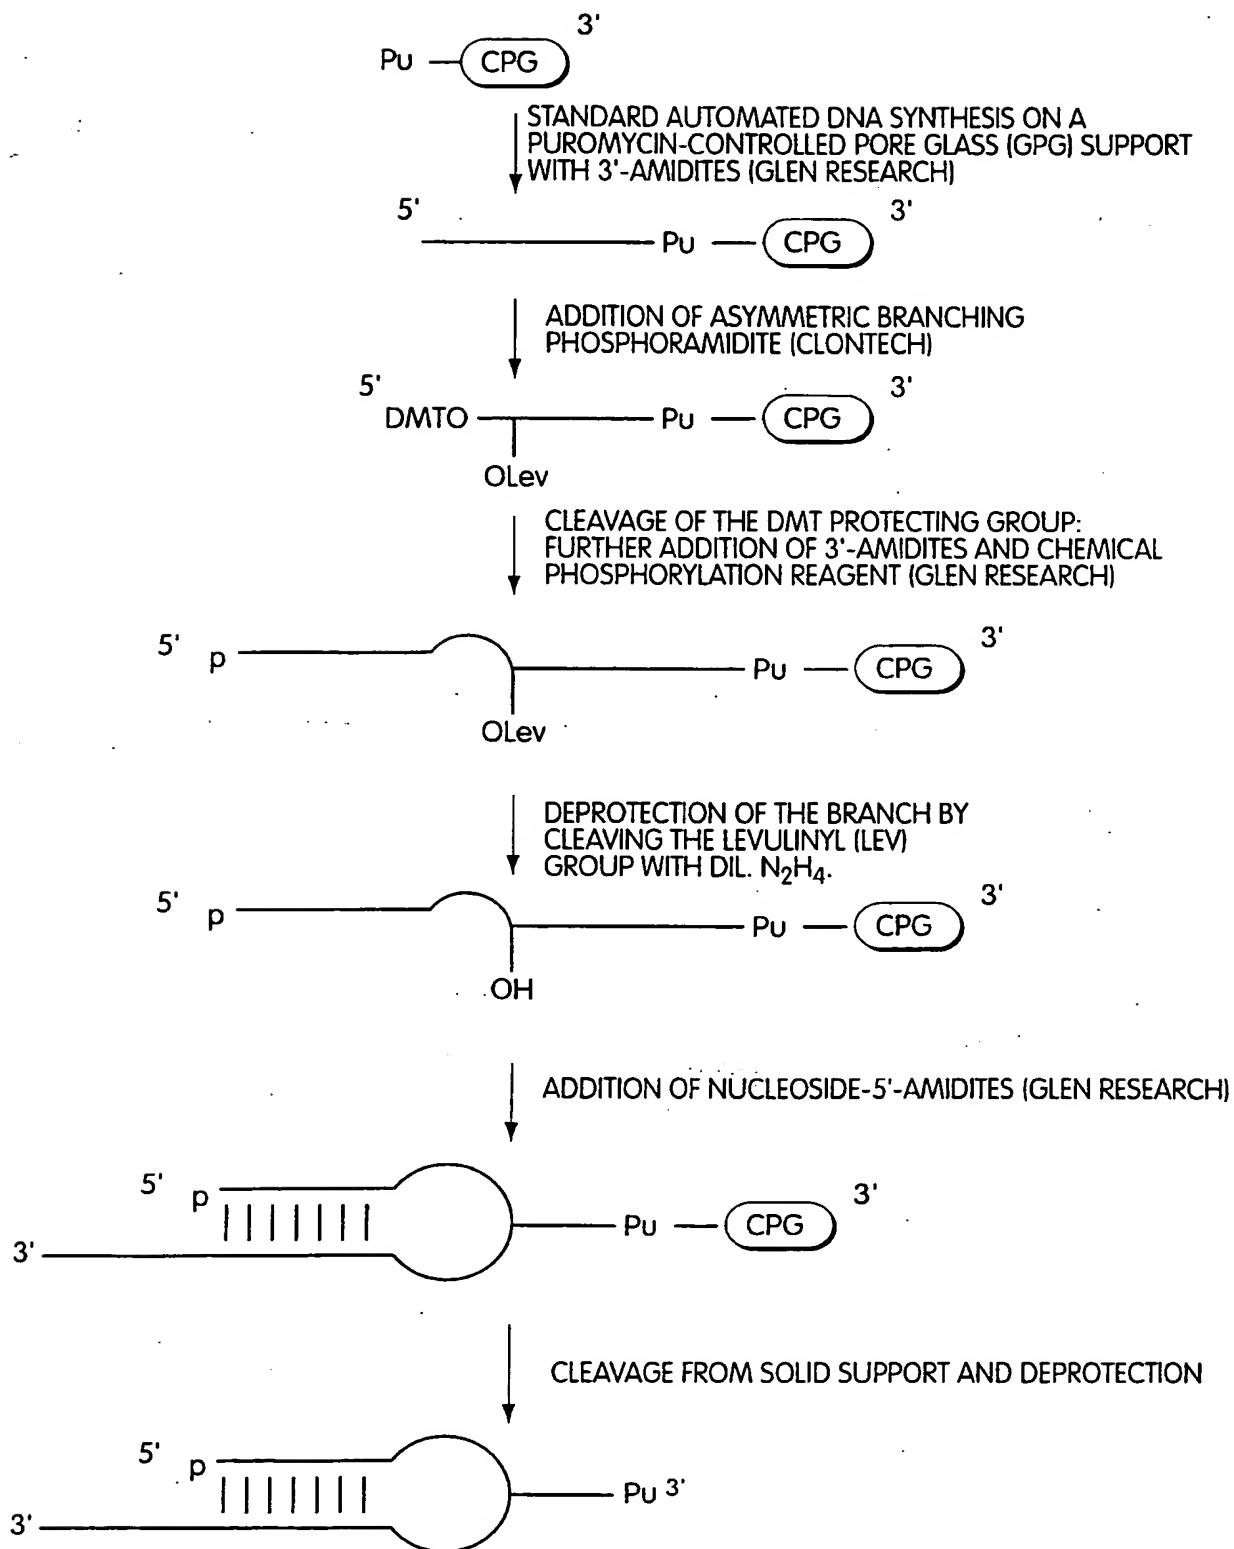 3'
Pu CPG
STANDARD AUTOMATED DNA SYNTHESIS ON A
PUROMYCIN-CONTROLLED PORE GLASS (GPG) SUPPORT
WITH 3'-AMIDITES (GLEN RESEARCH)
5' 3'
Pu CPG
ADDITION OF ASYMMETRIC BRANCHING
PHOSPHORAMIDITE (CLONTECH)
5' 3'
DMTO Pu CPG
OLev
CLEAVAGE OF THE DMT PROTECTING GROUP:
FURTHER ADDITION OF 3'-AMIDITES AND CHEMICAL
PHOSPHORYLATION REAGENT (GLEN RESEARCH)
5' 3'
p Pu CPG
OLev
DEPROTECTION OF THE BRANCH BY
CLEAVING THE LEVULINYL (LEV)
GROUP WITH DIL. N₂H₄.
5' 3'
p Pu CPG
OH
ADDITION OF NUCLEOSIDE-5'-AMIDITES (GLEN RESEARCH)
5' 3'
p Pu CPG
3'
CLEAVAGE FROM SOLID SUPPORT AND DEPROTECTION
5'
p Pu 3'
3'